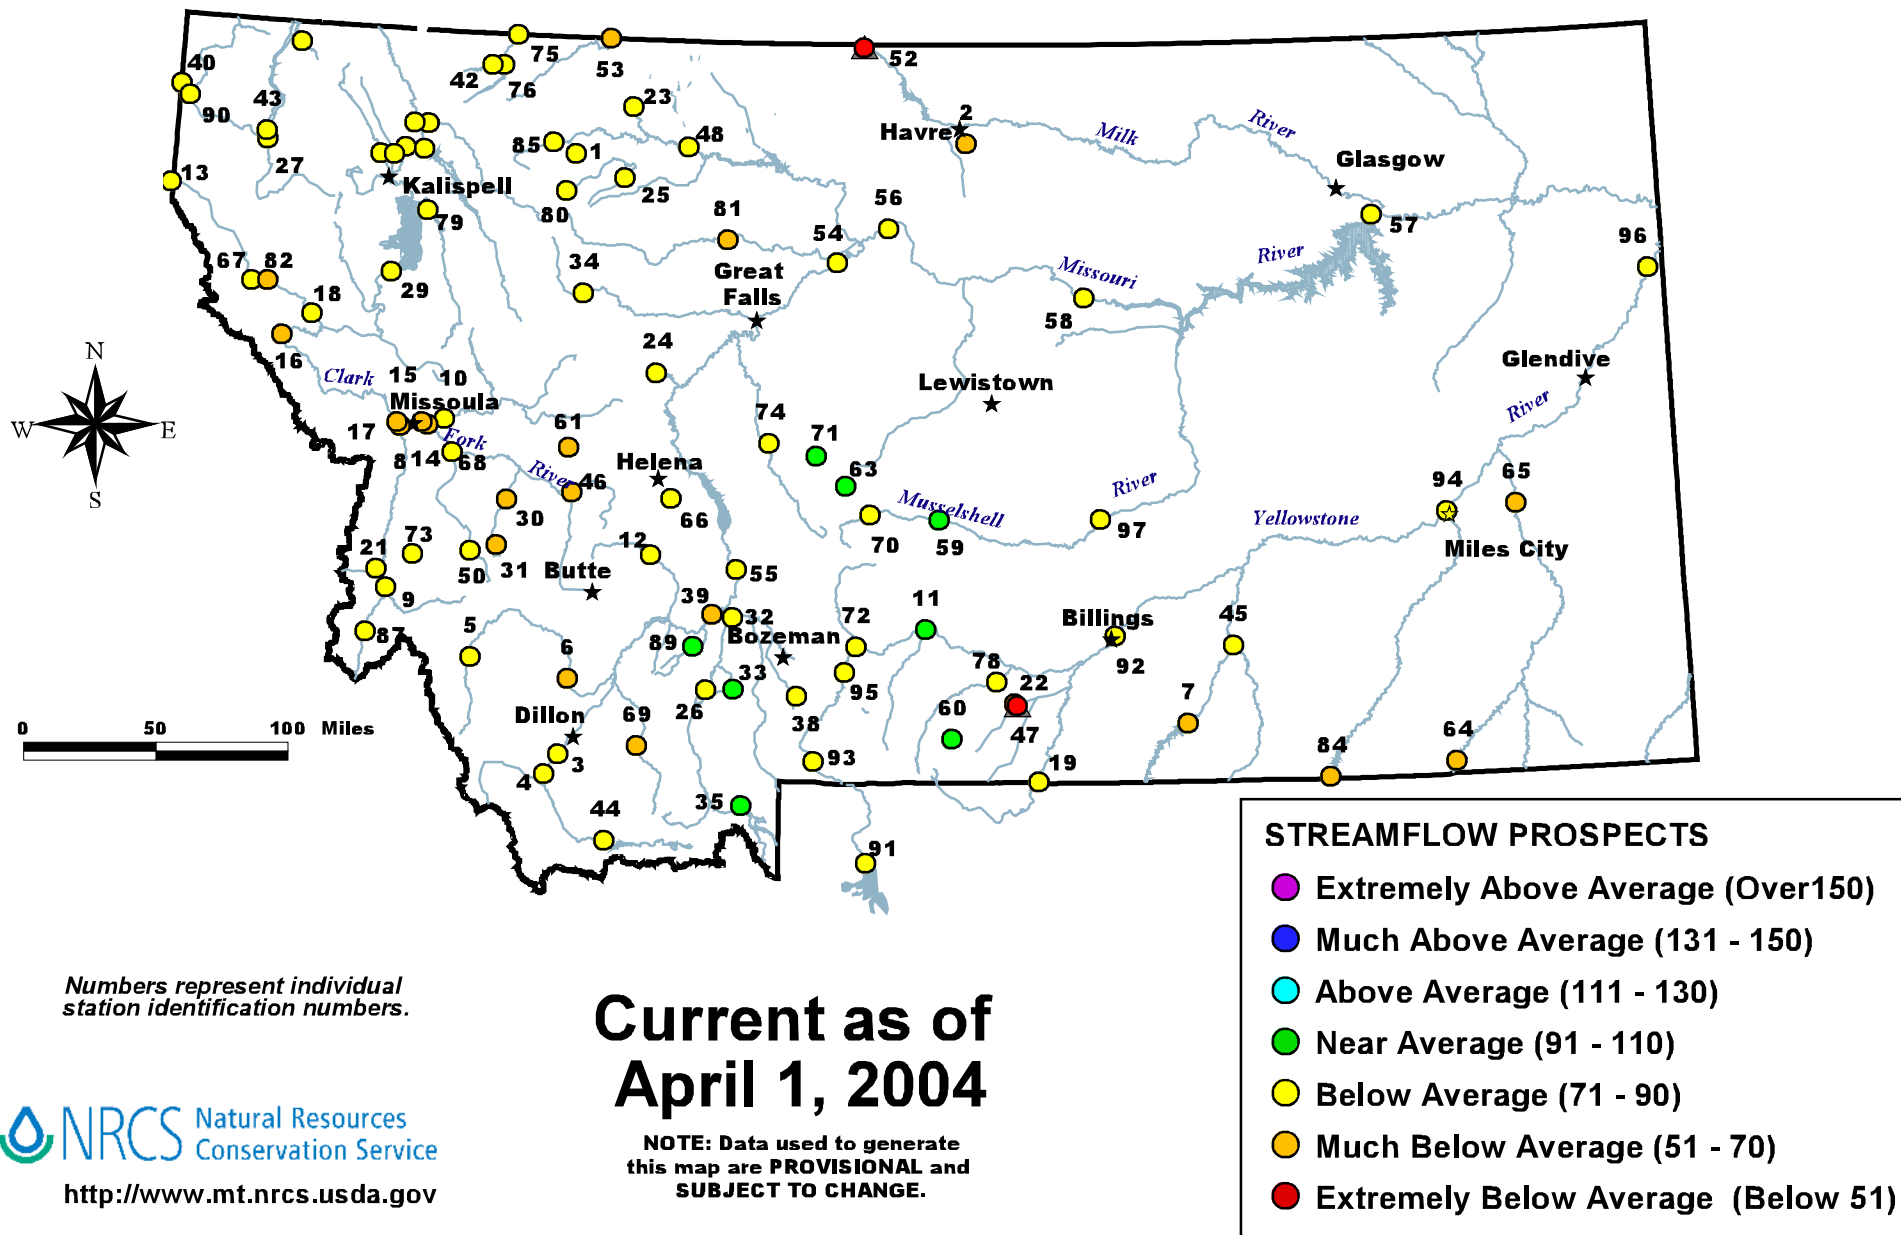 40
75
53
52
42
76
90
43
23
2
Havre
Milk
River
85
1
48
27
Glasgow
13
Kalispell
25
80
79
81
56
57
96
67
82
54
River
Great
Falls
34
Missouri
18
29
58
16
24
N
W
E
S
Clark
15
10
Missoula
Lewistown
Glendive
River
17
8
14
Fork
68
61
74
71
River
46
Helena
63
Musselshell
River
94
65
30
66
70
59
97
Yellowstone
Miles City
21
73
50
31
Butte
12
55
9
39
32
11
45
87
5
6
89
Bozeman
72
Billings
92
33
78
22
7
Dillon
69
26
38
95
60
47
0
50
100
Miles
3
4
93
19
84
64
44
35
91
STREAMFLOW PROSPECTS
Extremely Above Average (Over150)
Much Above Average (131 - 150)
Above Average (111 - 130)
Near Average (91 - 110)
Below Average (71 - 90)
Much Below Average (51 - 70)
Extremely Below Average (Below 51)
Numbers represent individual
station identification numbers.
Current as of
April 1, 2004
NOTE: Data used to generate
this map are PROVISIONAL and
SUBJECT TO CHANGE.
NRCS
Natural Resources
Conservation Service
http://www.mt.nrcs.usda.gov